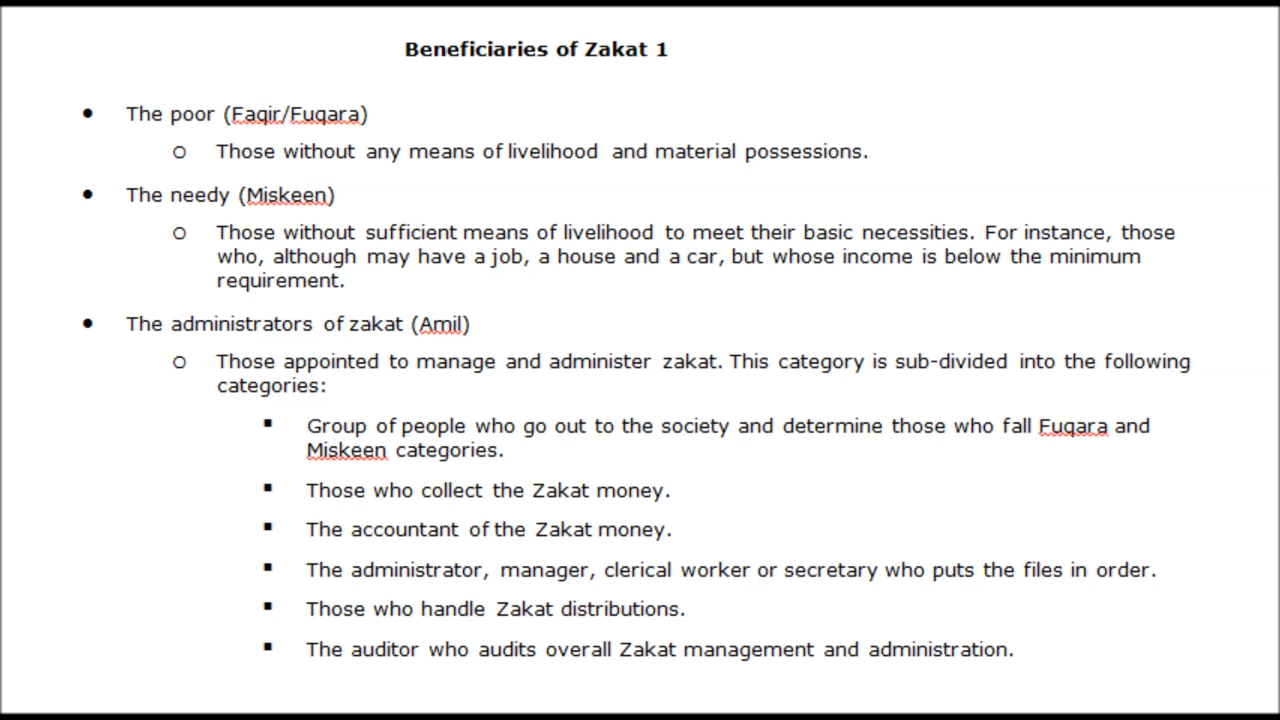 Beneficiaries of Zakat 1
• The poor (Faqir/Fuqara)
o Those without any means of livelihood and material possessions.
• The needy (Miskeen)
o Those without sufficient means of livelihood to meet their basic necessities. For instance, those
who, although may have a job, a house and a car, but whose income is below the minimum
requirement.
• The administrators of zakat (Amil)
o Those appointed to manage and administer zakat. This category is sub-divided into the following
categories:
▪ Group of people who go out to the society and determine those who fall Fuqara and
Miskeen categories.
▪ Those who collect the Zakat money.
▪ The accountant of the Zakat money.
▪ The administrator, manager, clerical worker or secretary who puts the files in order.
▪ Those who handle Zakat distributions.
▪ The auditor who audits overall Zakat management and administration.